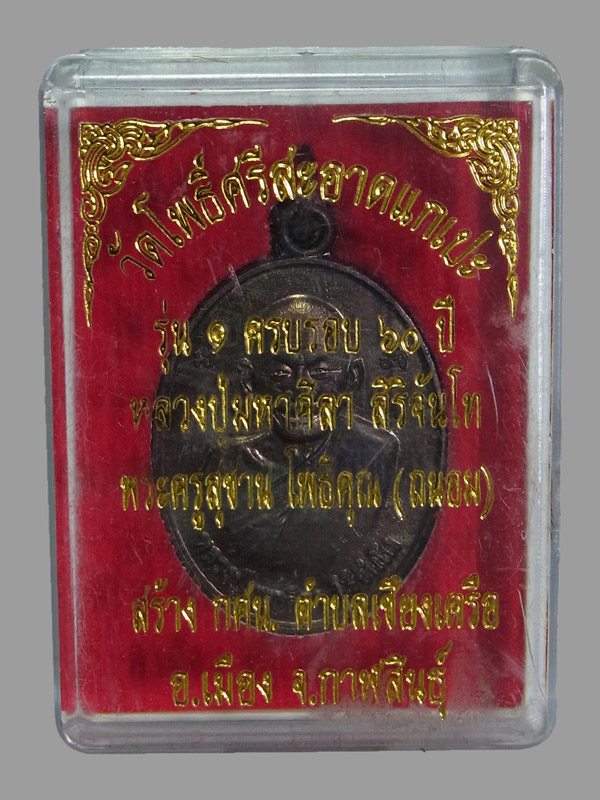 วัดโพธิ์ศรีสะอาดแกเปะ
รุ่น ๑ ครบรอบ ๖๐ ปี
หลวงปู่มหาศิลา สิริจันโท
พระครูสุขาน โพธิคุณ (ถนอม)
สร้าง กศน. ตำบลเชียงเครือ
อ.เมือง จ.กาฬสินธุ์